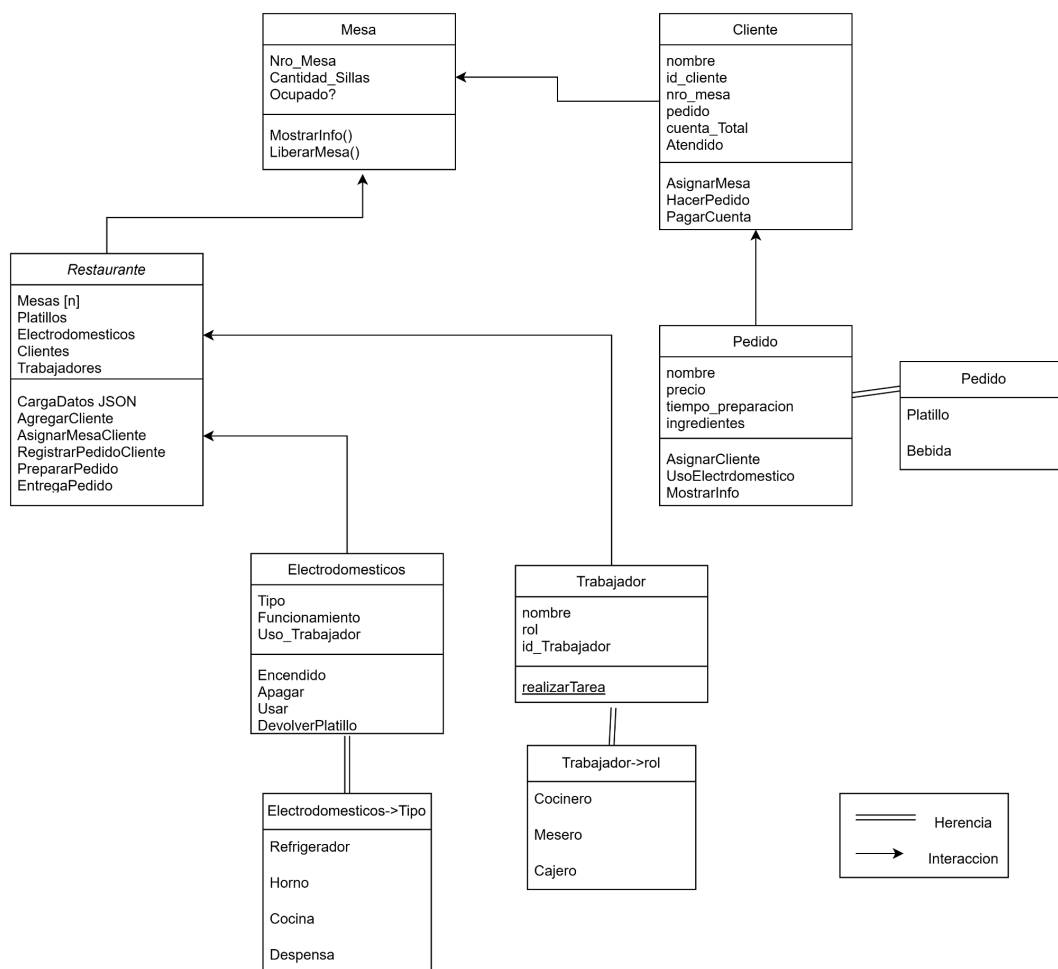 Mesa
Nro_Mesa
Cantidad_Sillas
Ocupado?
MostrarInfo()
LiberarMesa()
Cliente
nombre
id_cliente
nro_mesa
pedido
cuenta_Total
Atendido
AsignarMesa
HacerPedido
PagarCuenta
Restaurante
Mesas [n]
Platillos
Electrodomesticos
Clientes
Trabajadores
CargaDatos JSON
AgregarCliente
AsignarMesaCliente
RegistrarPedidoCliente
PrepararPedido
EntregaPedido
Pedido
nombre
precio
tiempo_preparacion
ingredientes
AsignarCliente
UsoElectrdomestico
MostrarInfo
Pedido
Platillo
Bebida
Electrodomesticos
Tipo
Funcionamiento
Uso_Trabajador
Encendido
Apagar
Usar
DevolverPlatillo
Trabajador
nombre
rol
id_Trabajador
realizarTarea
Trabajador->rol
Cocinero
Mesero
Cajero
Electrodomesticos->Tipo
Refrigerador
Horno
Cocina
Despensa
Herencia
Interaccion